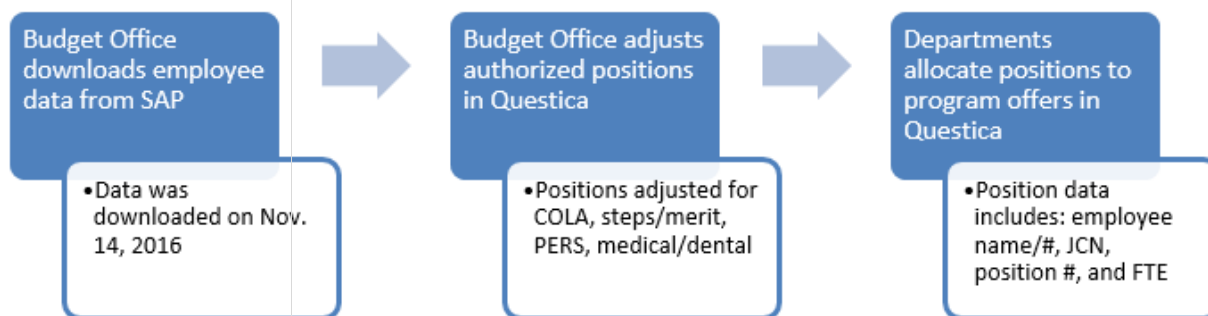 Budget Office
downloads employee
data from SAP
•Data was
downloaded on Nov.
14, 2016
Budget Office adjusts
authorized positions
in Questica
•Positions adjusted for
COLA, steps/merit,
PERS, medical/dental
Departments
allocate positions to
program offers in
Questica
•Position data
includes: employee
name/#, JCN,
position #, and FTE